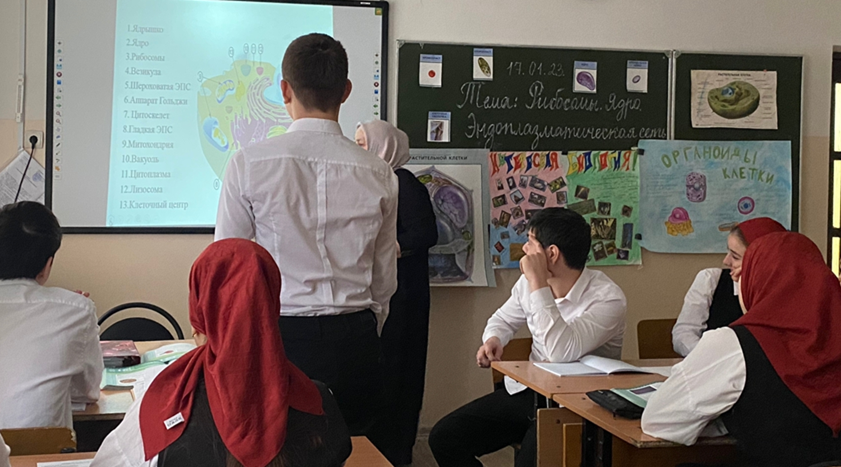 1.Ядрышко
2.Ядро
3.Рибосомы
4.Везикула
5.Шероховатая ЭПС
6.Аппарат Гольджи
7. Цитоскелет
8.Гладкая ЭПС
9.Митохондрия
10.Вакуоль
11.Цитоплазма
12.Лизосома
13.Клеточный центр
17.01.23.
Тема: Рибосомы. Ядро.
Эндоплазматическая сеть
РАСТИТЕЛЬНОЙ КЛЕТКИ
ОРГАНОИДЫ
КЛЕТКИ